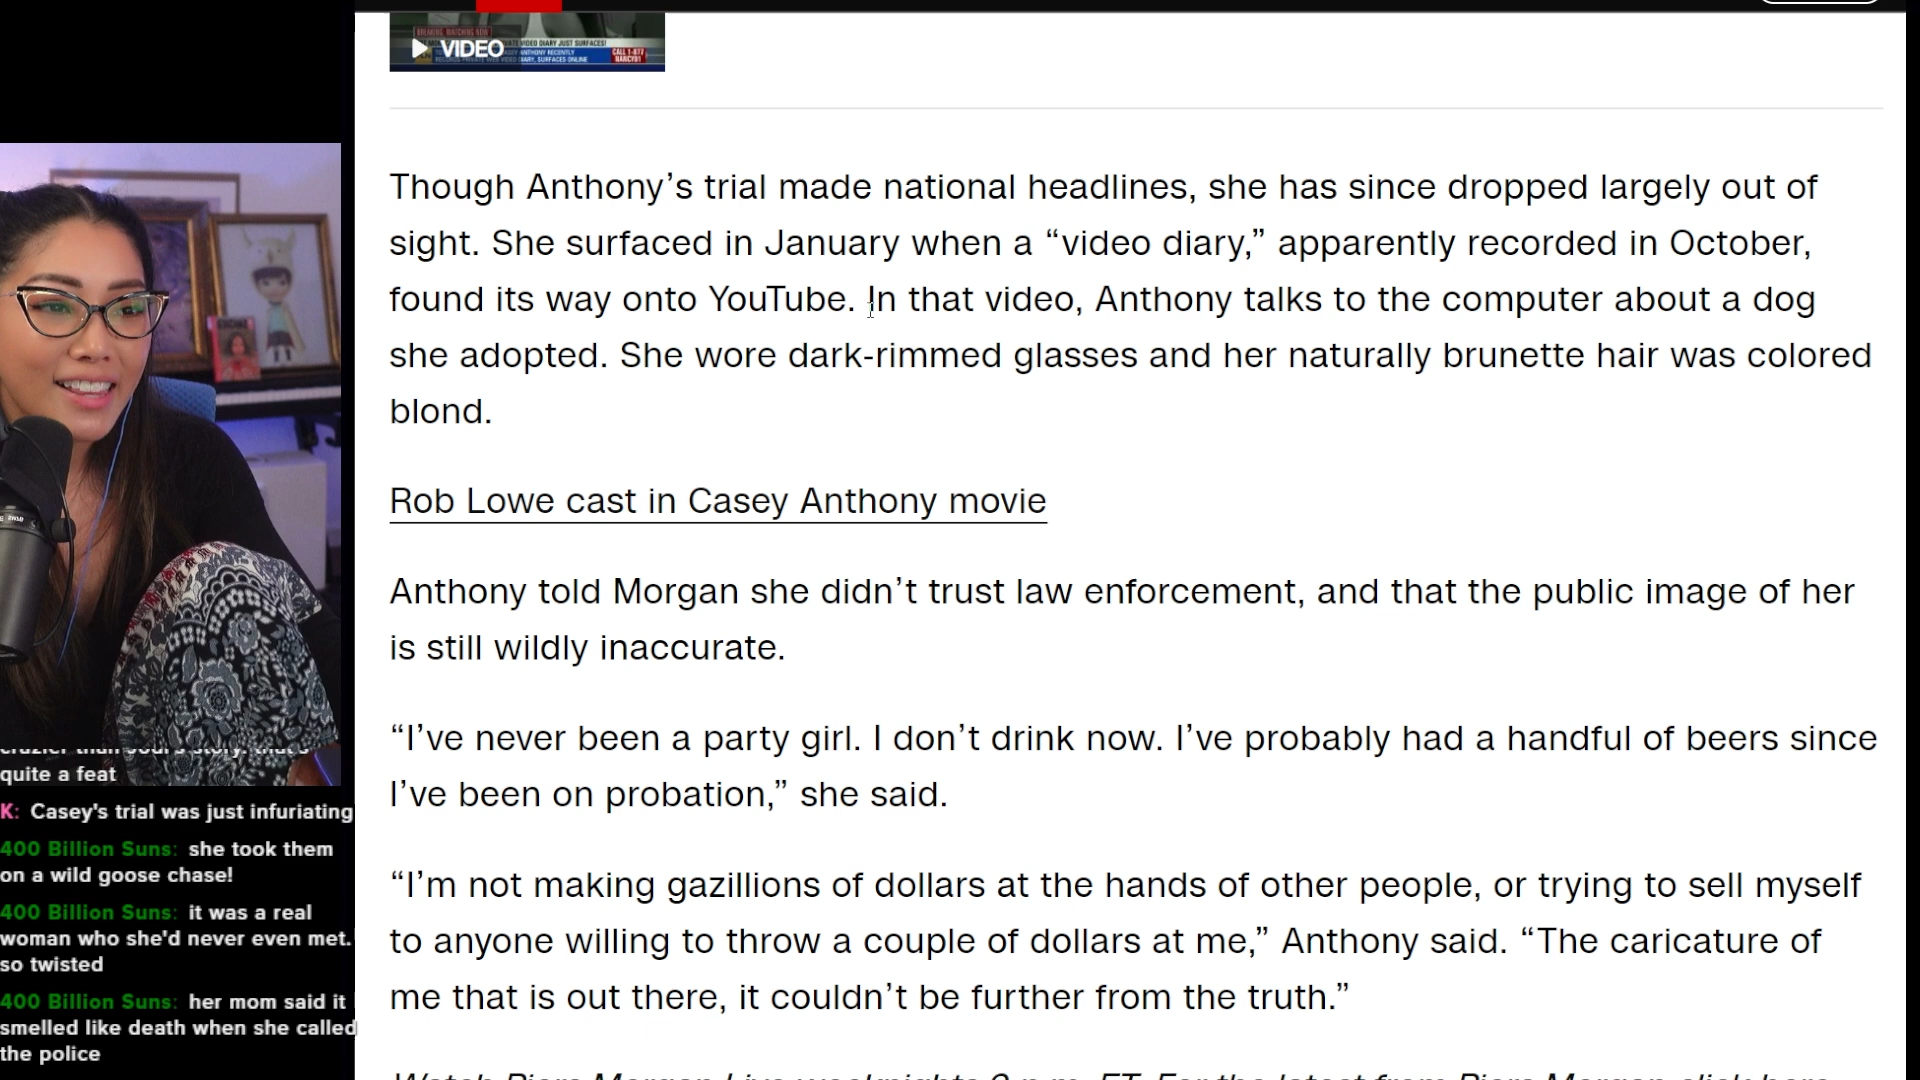 VIDEO
Though Anthony’s trial made national headlines, she has since dropped largely out of
sight. She surfaced in January when a “video diary,” apparently recorded in October,
found its way onto YouTube. In that video, Anthony talks to the computer about a dog
she adopted. She wore dark-rimmed glasses and her naturally brunette hair was colored
blond.
Rob Lowe cast in Casey Anthony movie
Anthony told Morgan she didn’t trust law enforcement, and that the public image of her
is still wildly inaccurate.
“I’ve never been a party girl. I don’t drink now. I’ve probably had a handful of beers since
I’ve been on probation,” she said.
“I’m not making gazillions of dollars at the hands of other people, or trying to sell myself
to anyone willing to throw a couple of dollars at me,” Anthony said. “The caricature of
me that is out there, it couldn’t be further from the truth.”
quite a feat
K: Casey's trial was just infuriating
400 Billion Suns: she took them
on a wild goose chase!
400 Billion Suns: it was a real
woman who she'd never even met.
so twisted
400 Billion Suns: her mom said it
smelled like death when she called
the police